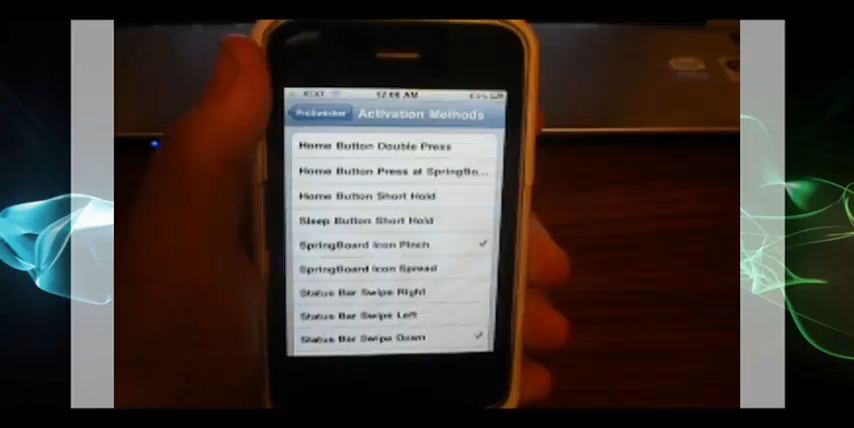 AT&T 12:06 AM
ProSwitcher Activation Methods
Home Button Double Press
Home Button Press at SpringBo...
Home Button Short Hold
Sleep Button Short Hold
SpringBoard Icon Pinch
SpringBoard Icon Spread
Status Bar Swipe Right
Status Bar Swipe Left
Status Bar Swipe Down